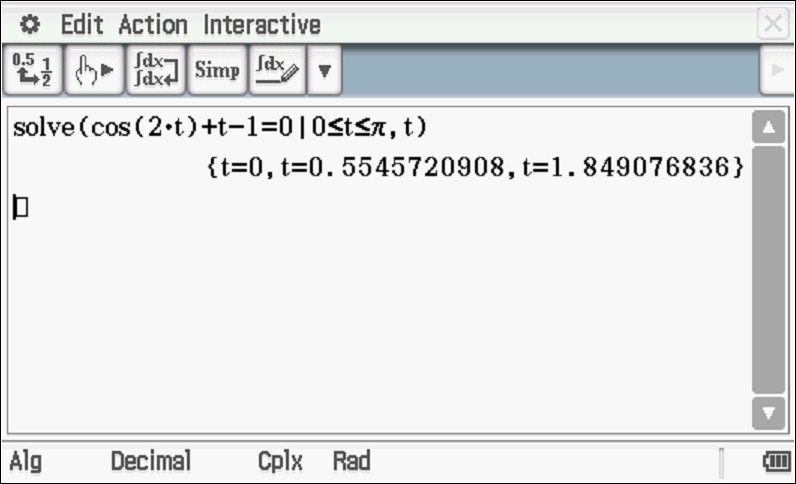 Edit Action Interactive
0.5 1/2 ∫dx ∫dx Simp ∫dx
solve(cos(2·t)+t-1=0|0≤t≤π,t)
{t=0,t=0.5545720908,t=1.849076836}
Alg Decimal Cplx Rad